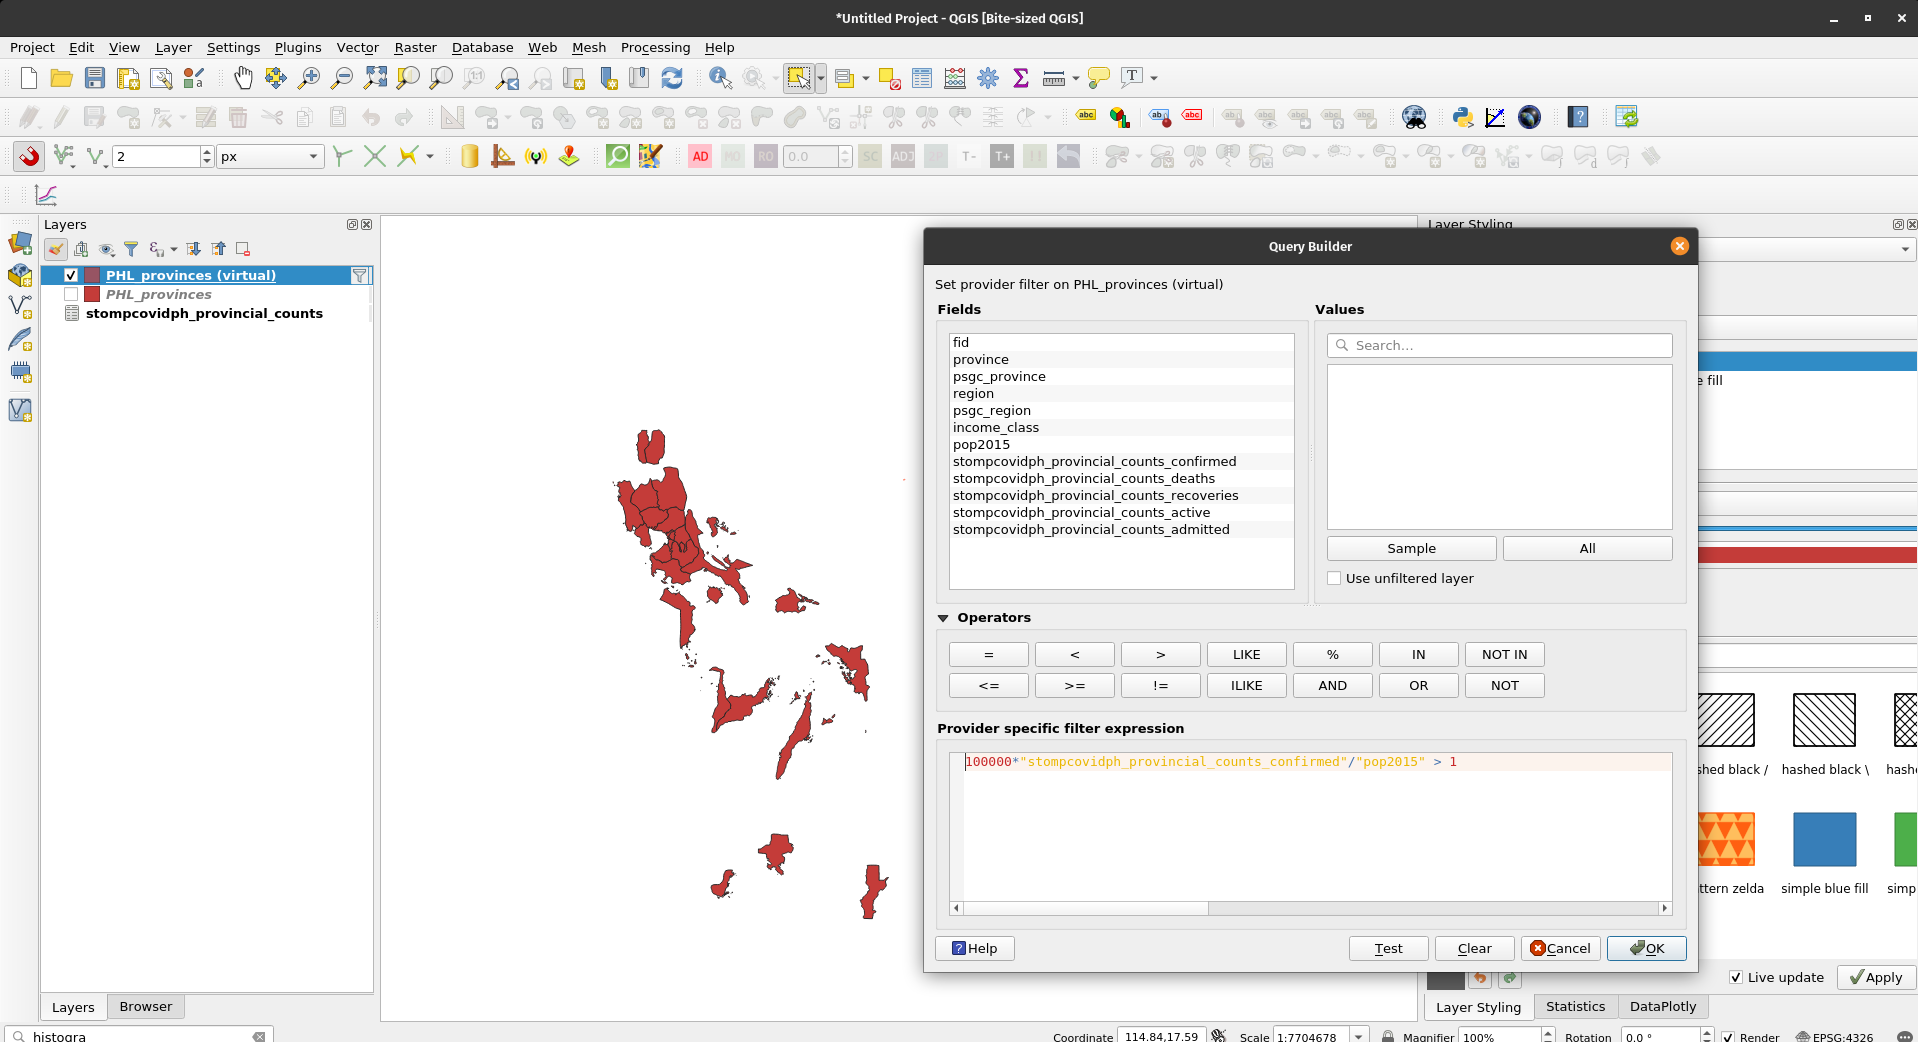 *Untitled Project - QGIS [Bite-sized QGIS]
Project Edit View Layer Settings Plugins Vector Raster Database Web Mesh Processing Help
2 px
0.0
AD MO RO SC ADJ T- T+
Layers
PHL_provinces (virtual)
PHL_provinces
stompcovidph_provincial_counts
Layer Styling
Query Builder
Set provider filter on PHL_provinces (virtual)
Fields
fid
province
psgc_province
region
psgc_region
income_class
pop2015
stompcovidph_provincial_counts_confirmed
stompcovidph_provincial_counts_deaths
stompcovidph_provincial_counts_recoveries
stompcovidph_provincial_counts_active
stompcovidph_provincial_counts_admitted
Values
Search...
Sample All
Use unfiltered layer
Operators
= < > LIKE % IN NOT IN
<= >= != ILIKE AND OR NOT
Provider specific filter expression
100000*"stompcovidph_provincial_counts_confirmed"/"pop2015" > 1
Help Test Clear Cancel OK
e fill
shed black / hashed black \ hashe
ttern zelda simple blue fill simp
Live update Apply
Layers Browser
Layer Styling Statistics DataPlotly
histogra
Coordinate 114.84,17.59 Scale 1:7704678 Magnifier 100% Rotation 0.0 ° Render EPSG:4326